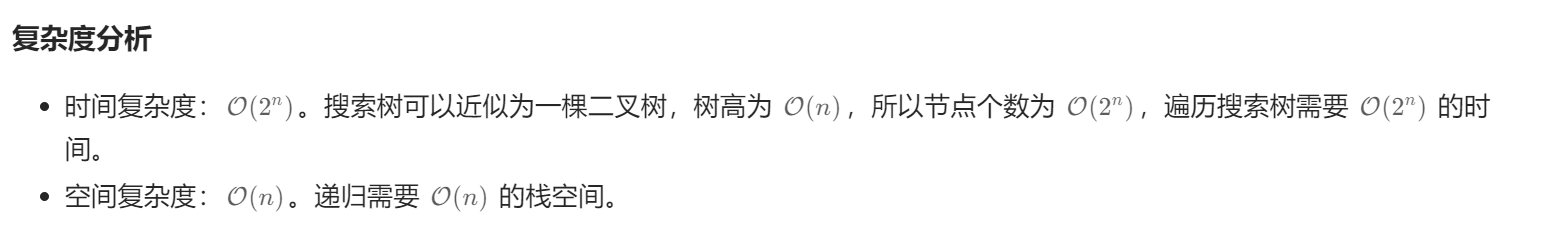 复杂度分析
• 时间复杂度：𝒪(2ⁿ)。搜索树可以近似为一棵二叉树，树高为 𝒪(n)，所以节点个数为 𝒪(2ⁿ)，遍历搜索树需要 𝒪(2ⁿ) 的时
间。
• 空间复杂度：𝒪(n)。递归需要 𝒪(n) 的栈空间。